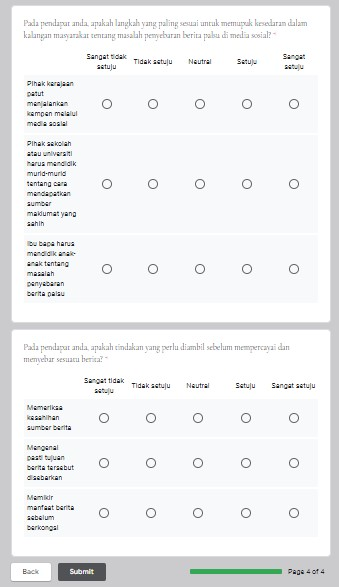 Pada pendapat anda, apakah langkah yang paling sesuai untuk memupuk kesedaran dalam
kalangan masyarakat tentang masalah penyebaran berita palsu di media sosial? *
Sangat tidak setuju
Tidak setuju
Neutral
Setuju
Sangat setuju
Pihak kerajaan
patut
menjalankan
kempen melalui
media sosial
Pihak sekolah
atau universiti
harus mendidik
murid-murid
tentang cara
mendapatkan
sumber
maklumat yang
sahih
Ibu bapa harus
mendidik anak-
anak tentang
masalah
penyebaran
berita palsu
Pada pendapat anda, apakah tindakan yang perlu diambil sebelum mempercayai dan
menyebar sesuatu berita? *
Sangat tidak setuju
Tidak setuju
Neutral
Setuju
Sangat setuju
Memeriksa
kesahihan
sumber berita
Mengenal
pasti tujuan
berita tersebut
disebarkan
Memikir
manfaat berita
sebelum
berkongsi
Back
Submit
Page 4 of 4